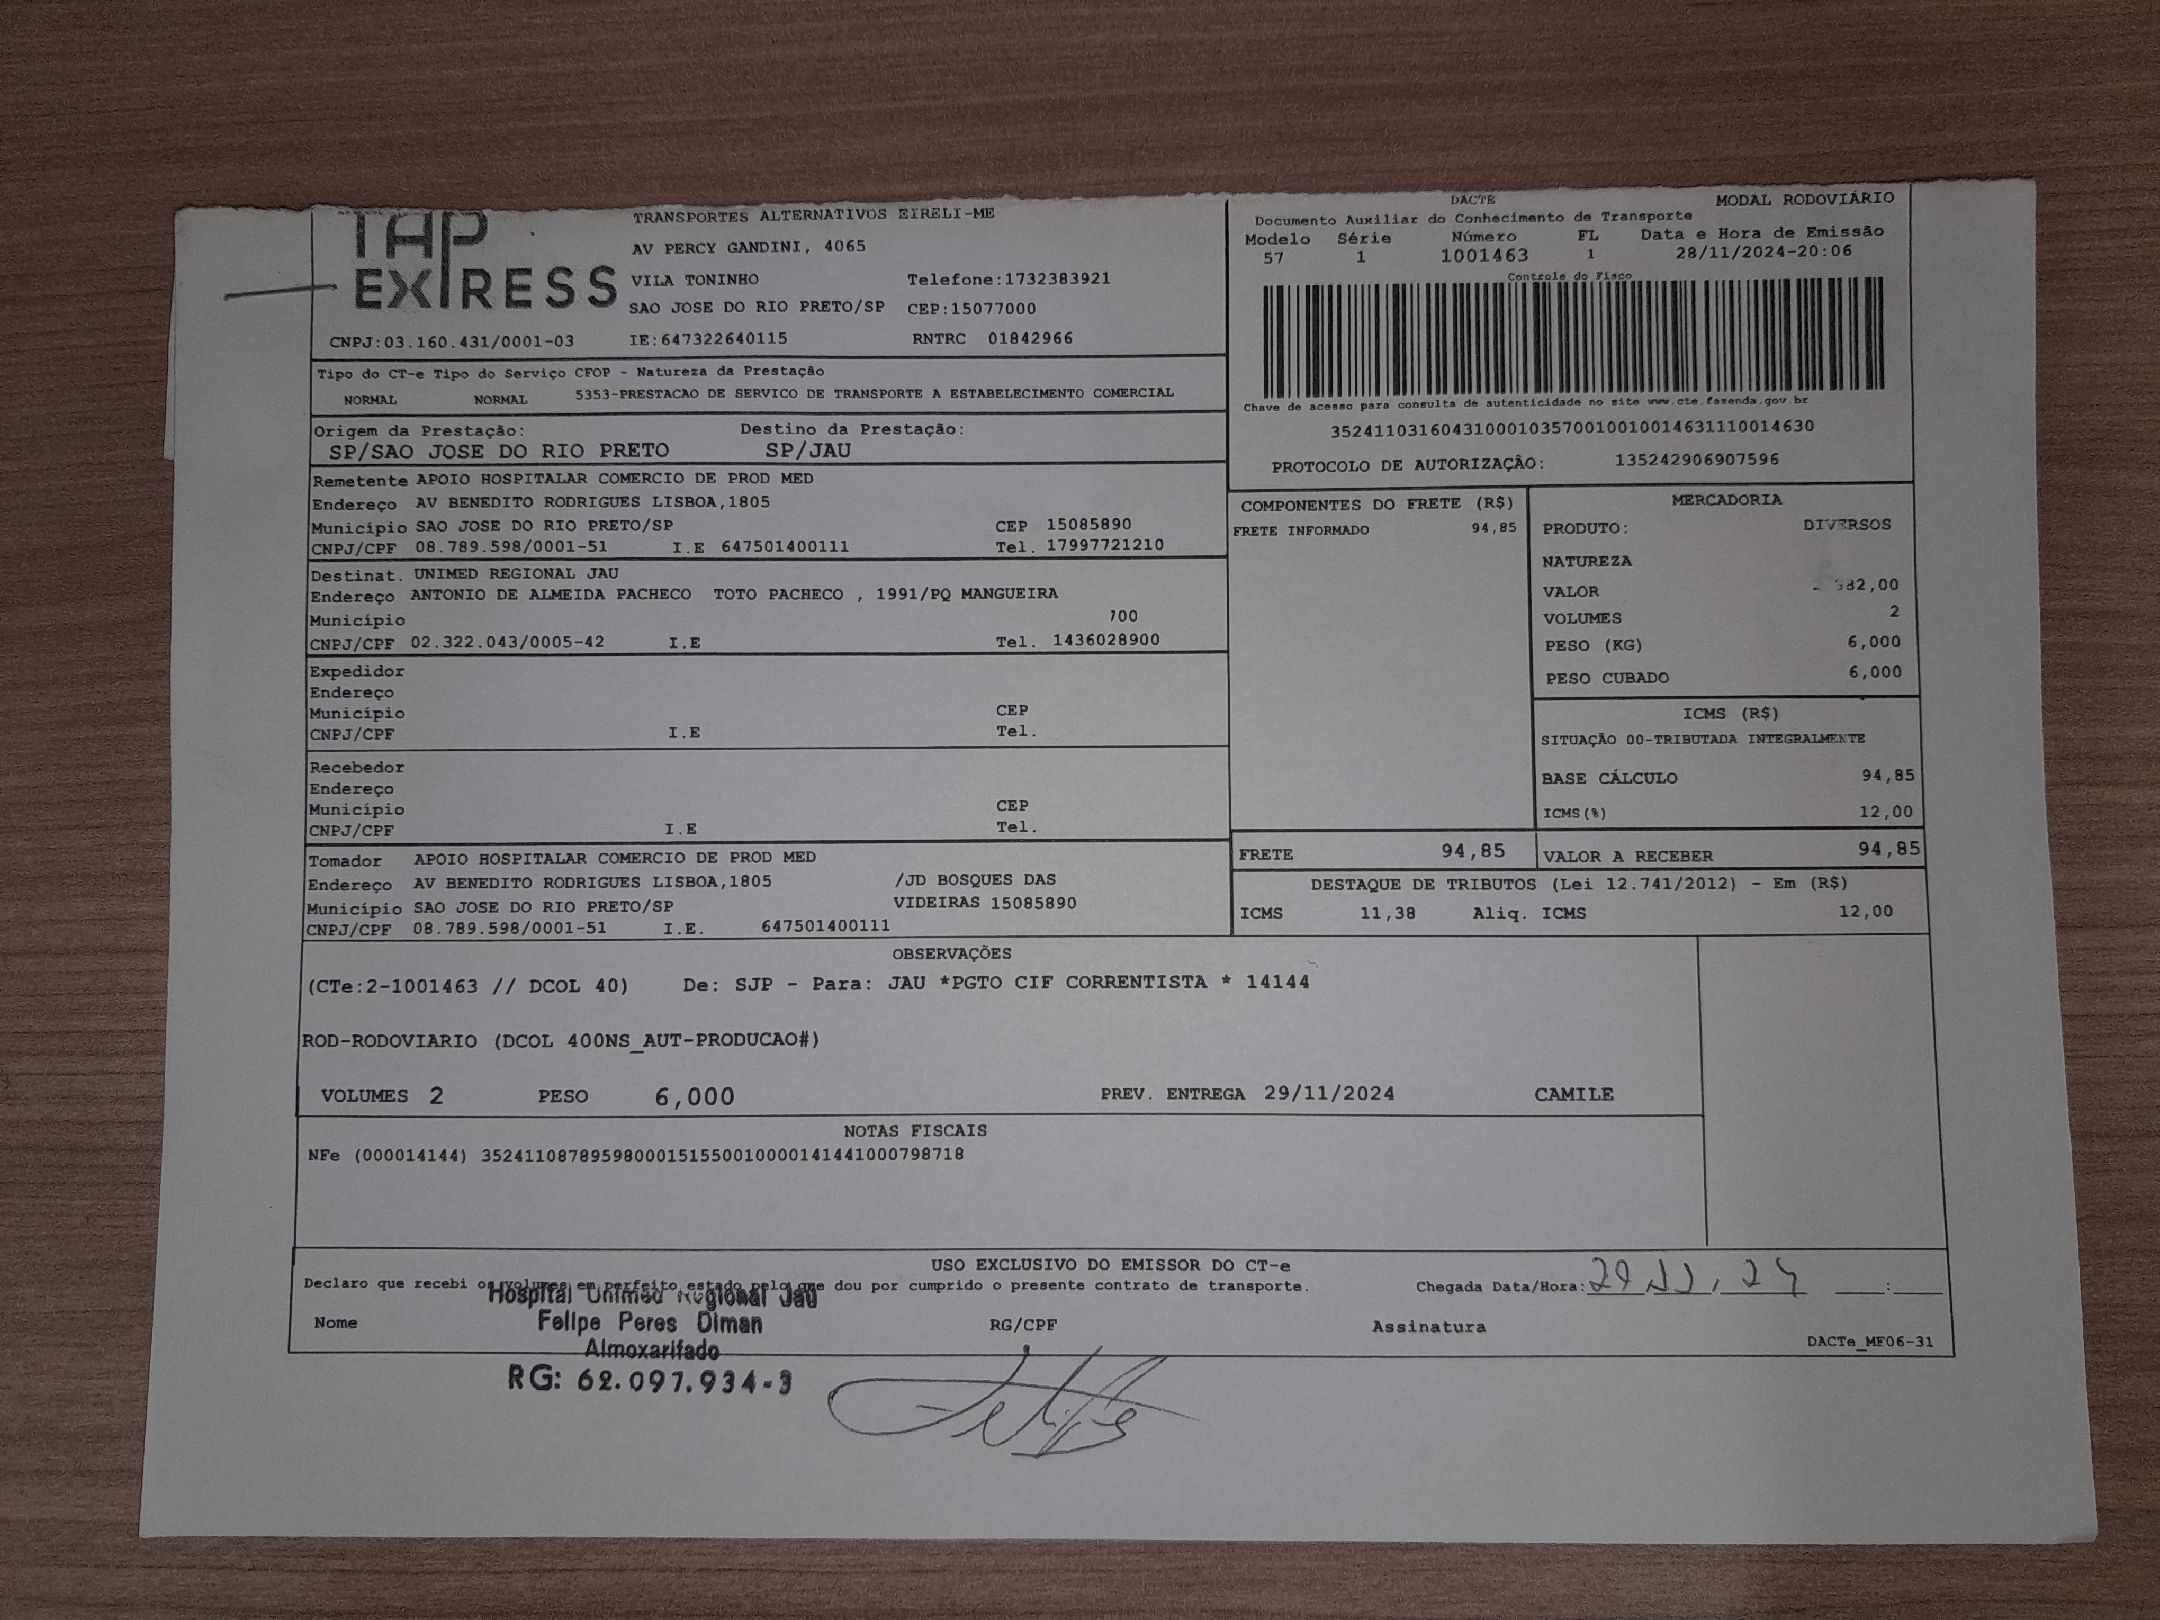 TAP
EXPRESS
TRANSPORTES ALTERNATIVOS EIRELI-ME
AV PERCY GANDINI, 4065
VILA TONINHO Telefone:1732383921
SAO JOSE DO RIO PRETO/SP CEP:15077000
CNPJ:03.160.431/0001-03 IE:647322640115 RNTRC 01842966
DACTE MODAL RODOVIÁRIO
Documento Auxiliar do Conhecimento de Transporte
Modelo Série Número FL Data e Hora de Emissão
57 1 1001463 1 28/11/2024-20:06
Controle do Fisco
Chave de acesso para consulta de autenticidade no site www.cte.fazenda.gov.br
35241103160431000103570010010014631110014630
PROTOCOLO DE AUTORIZAÇÃO: 135242906907596
Tipo do CT-e Tipo do Serviço CFOP - Natureza da Prestação
NORMAL NORMAL 5353-PRESTACAO DE SERVICO DE TRANSPORTE A ESTABELECIMENTO COMERCIAL
Origem da Prestação: Destino da Prestação:
SP/SAO JOSE DO RIO PRETO SP/JAU
Remetente APOIO HOSPITALAR COMERCIO DE PROD MED
Endereço AV BENEDITO RODRIGUES LISBOA,1805
Município SAO JOSE DO RIO PRETO/SP CEP 15085890
CNPJ/CPF 08.789.598/0001-51 I.E 647501400111 Tel. 17997721210
Destinat. UNIMED REGIONAL JAU
Endereço ANTONIO DE ALMEIDA PACHECO TOTO PACHECO , 1991/PQ MANGUEIRA
Município 700
CNPJ/CPF 02.322.043/0005-42 I.E Tel. 1436028900
Expedidor
Endereço
Município CEP
CNPJ/CPF I.E Tel.
Recebedor
Endereço
Município CEP
CNPJ/CPF I.E Tel.
Tomador APOIO HOSPITALAR COMERCIO DE PROD MED
Endereço AV BENEDITO RODRIGUES LISBOA,1805 /JD BOSQUES DAS
Município SAO JOSE DO RIO PRETO/SP VIDEIRAS 15085890
CNPJ/CPF 08.789.598/0001-51 I.E. 647501400111
COMPONENTES DO FRETE (R$)
FRETE INFORMADO 94,85
MERCADORIA
PRODUTO: DIVERSOS
NATUREZA
VALOR 382,00
VOLUMES 2
PESO (KG) 6,000
PESO CUBADO 6,000
ICMS (R$)
SITUAÇÃO 00-TRIBUTADA INTEGRALMENTE
BASE CÁLCULO 94,85
ICMS(%) 12,00
FRETE 94,85 VALOR A RECEBER 94,85
DESTAQUE DE TRIBUTOS (Lei 12.741/2012) - Em (R$)
ICMS 11,38 Aliq. ICMS 12,00
OBSERVAÇÕES
(CTe:2-1001463 // DCOL 40) De: SJP - Para: JAU *PGTO CIF CORRENTISTA * 14144
ROD-RODOVIARIO (DCOL 400NS_AUT-PRODUCAO#)
VOLUMES 2 PESO 6,000 PREV. ENTREGA 29/11/2024 CAMILE
NOTAS FISCAIS
NFe (000014144) 35241108789598000151550010000141441000798718
USO EXCLUSIVO DO EMISSOR DO CT-e
Declaro que recebi os volumes em perfeito estado pelo que dou por cumprido o presente contrato de transporte. Chegada Data/Hora: 29 11, 24 :
Hospital Unimed Regional Jau
Nome Felipe Peres Diman RG/CPF Assinatura
Almoxarifado DACTe_MF06-31
RG: 62.097.934-3
Felipe